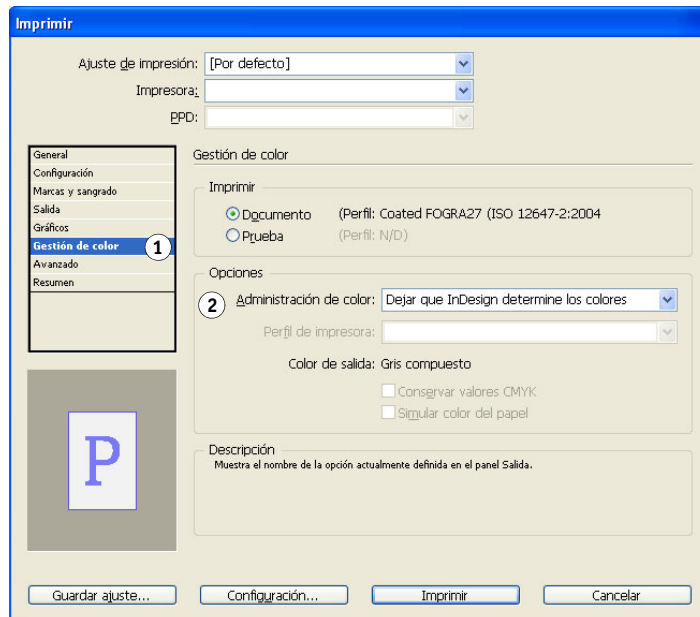 Imprimir
Ajuste de impresión: [Por defecto]
Impresora:
PPD:
General
Configuración
Marcas y sangrado
Salida
Gráficos
Gestión de color 1
Avanzado
Resumen
Gestión de color
Imprimir
Documento (Perfil: Coated FOGRA27 (ISO 12647-2:2004
Prueba (Perfil: N/D)
Opciones
2 Administración de color: Dejar que InDesign determine los colores
Perfil de impresora:
Color de salida: Gris compuesto
Conservar valores CMYK
Simular color del papel
P
Descripción
Muestra el nombre de la opción actualmente definida en el panel Salida.
Guardar ajuste... Configuración... Imprimir Cancelar